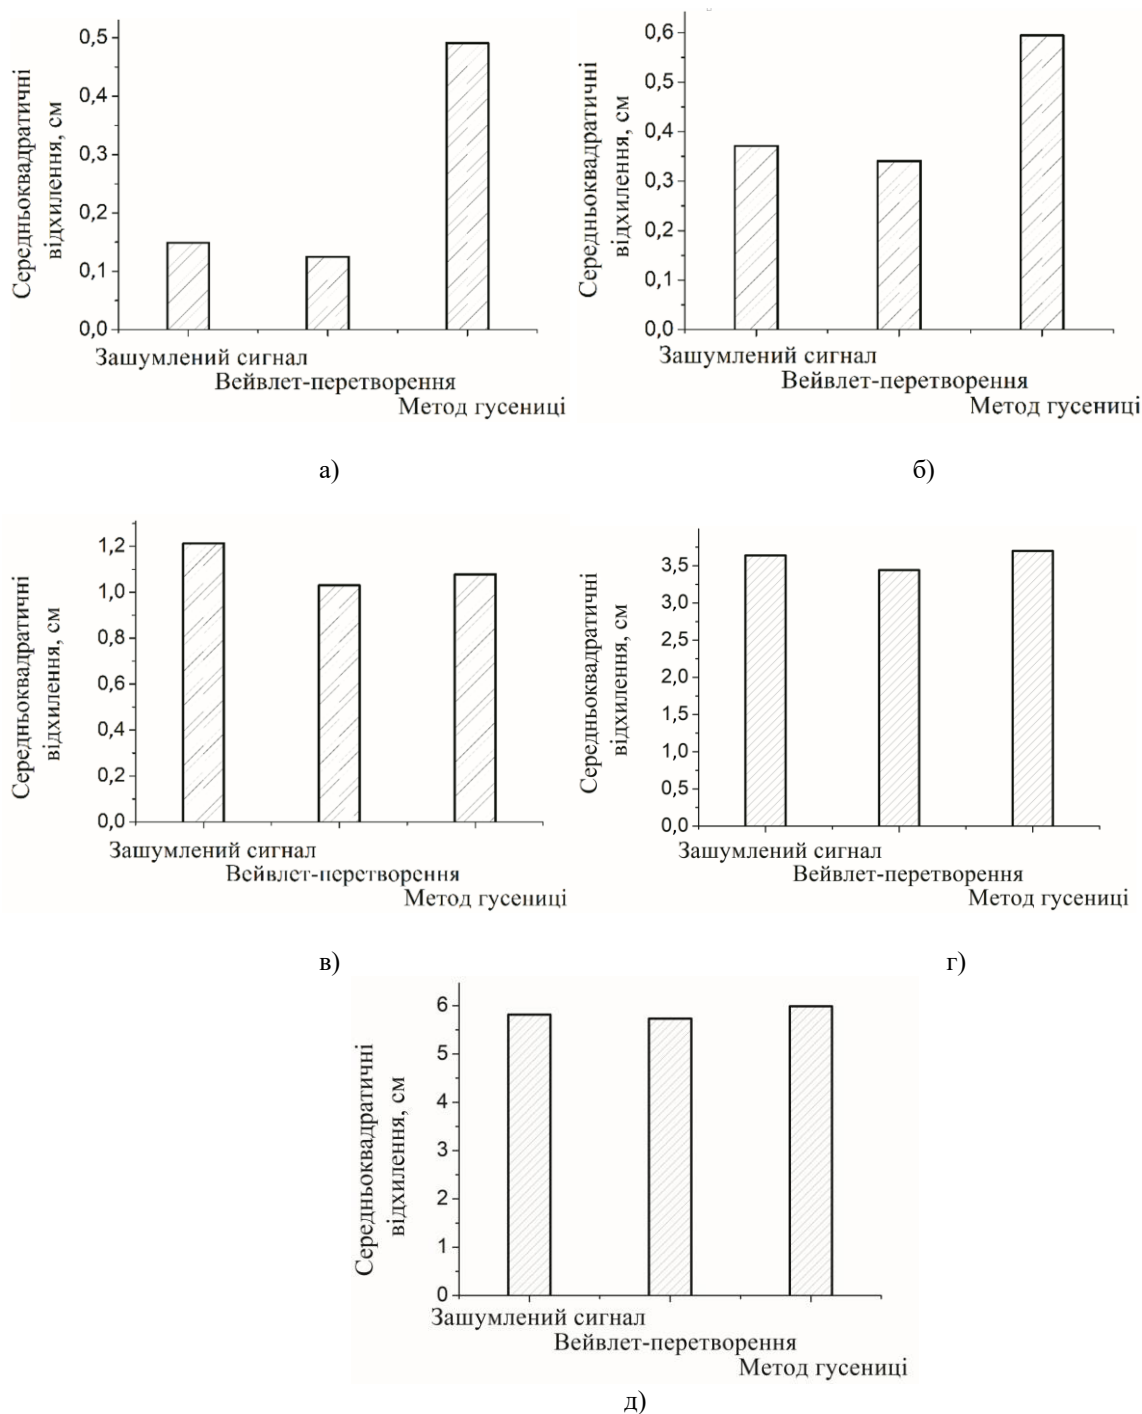 Середньоквадратичні
відхилення, см
0,5
0,4
0,3
0,2
0,1
0,0
Зашумлений сигнал
Вейвлет-перетворення
Метод гусениці
а)
Середньоквадратичні
відхилення, см
0,6
0,5
0,4
0,3
0,2
0,1
0,0
Зашумлений сигнал
Вейвлет-перетворення
Метод гусениці
б)
Середньоквадратичні
відхилення, см
1,2
1,0
0,8
0,6
0,4
0,2
0,0
Зашумлений сигнал
Вейвлет-перетворення
Метод гусениці
в)
Середньоквадратичні
відхилення, см
3,5
3,0
2,5
2,0
1,5
1,0
0,5
0,0
Зашумлений сигнал
Вейвлет-перетворення
Метод гусениці
г)
Середньоквадратичні
відхилення, см
6
5
4
3
2
1
0
Зашумлений сигнал
Вейвлет-перетворення
Метод гусениці
д)